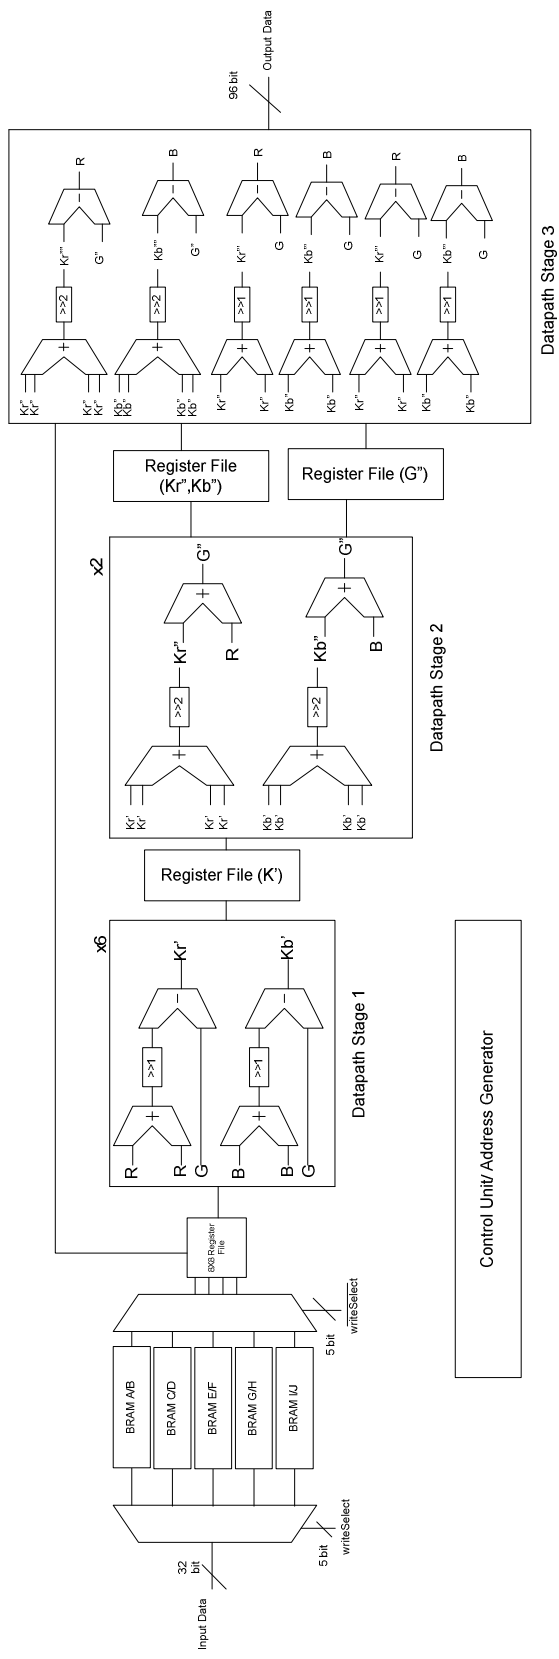 Input Data
32
bit
5 bit
writeSelect
BRAM A/B
BRAM C/D
BRAM E/F
BRAM G/H
BRAM I/J
5 bit
writeSelect
8X8 Register
File
x6
R
R
G
+
>>1
−
Kr’
B
B
G
+
>>1
−
Kb’
Datapath Stage 1
Register File (K’)
x2
Kr’
Kr’
Kr’
Kr’
+
>>2
Kr”
R
+
G”
Kb’
Kb’
Kb’
Kb’
+
>>2
Kb”
B
+
G”
Datapath Stage 2
Register File
(Kr”,Kb”)
Register File (G”)
Kr”
Kr”
Kr”
Kr”
+
>>2
Kr””
G”
−
R
Kb”
Kb”
Kb”
Kb”
+
>>2
Kb””
G”
−
B
Kr”
Kr”
+
>>1
Kr”’
G
−
R
Kb”
Kb”
+
>>1
Kb”’
G
−
B
Kr”
Kr”
+
>>1
Kr”’
G
−
R
Kb”
Kb”
+
>>1
Kb”’
G
−
B
Datapath Stage 3
96 bit
Output Data
Control Unit/ Address Generator